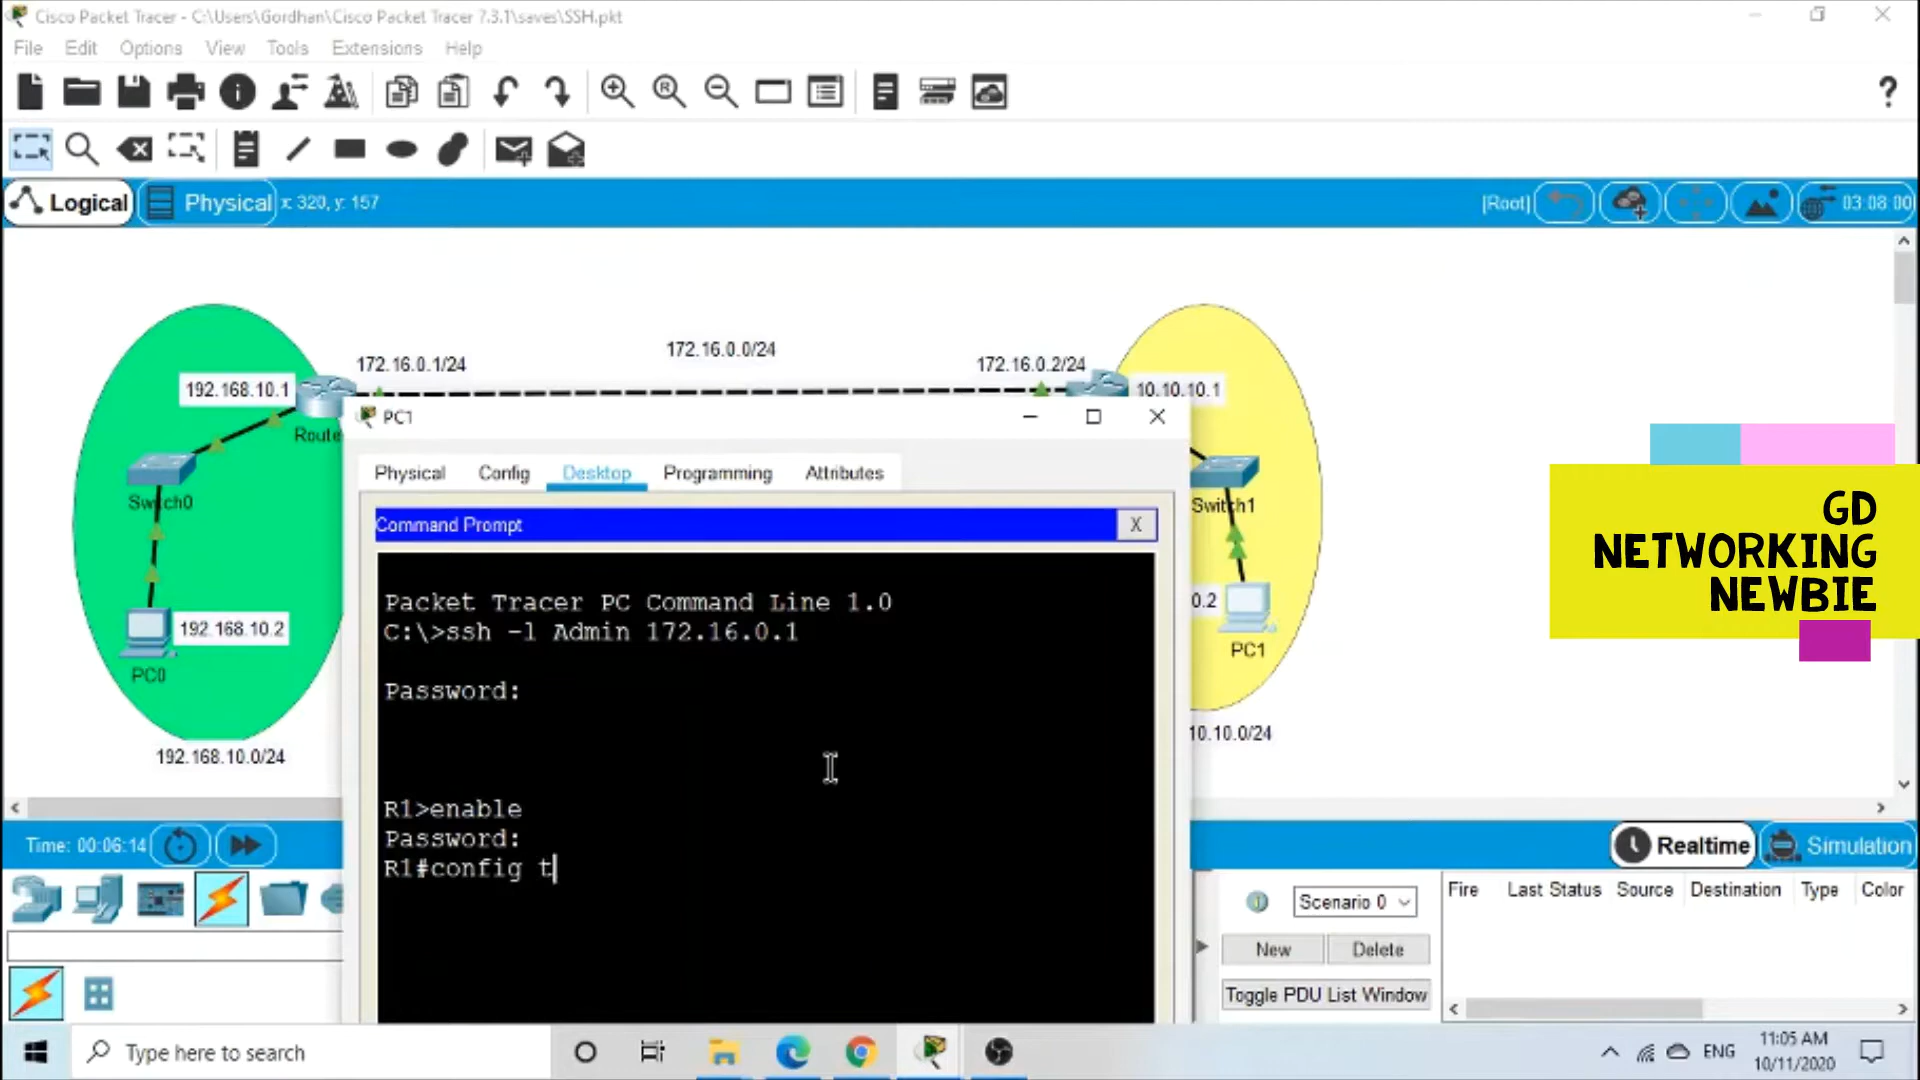 Cisco Packet Tracer - C:\Users\Gordhan\Cisco Packet Tracer 7.3.1\saves\SSH.pkt
File Edit Options View Tools Extensions Help
Logical Physical x: 320, y: 157 [Root] 03:08:00
172.16.0.1/24 172.16.0.0/24 172.16.0.2/24
192.168.10.1 10.10.10.1
Route
PC1
Physical Config Desktop Programming Attributes
Switch0
Switch1
Command Prompt X
Packet Tracer PC Command Line 1.0
C:\>ssh -l Admin 172.16.0.1
Password:
R1>enable
Password:
R1#config t
192.168.10.2
PC0
192.168.10.0/24
0.2
PC1
10.10.0/24
GD
NETWORKING
NEWBIE
Time: 00:06:14 Realtime Simulation
Scenario 0
New Delete
Toggle PDU List Window
Fire Last Status Source Destination Type Color
Type here to search
ENG
11:05 AM
10/11/2020